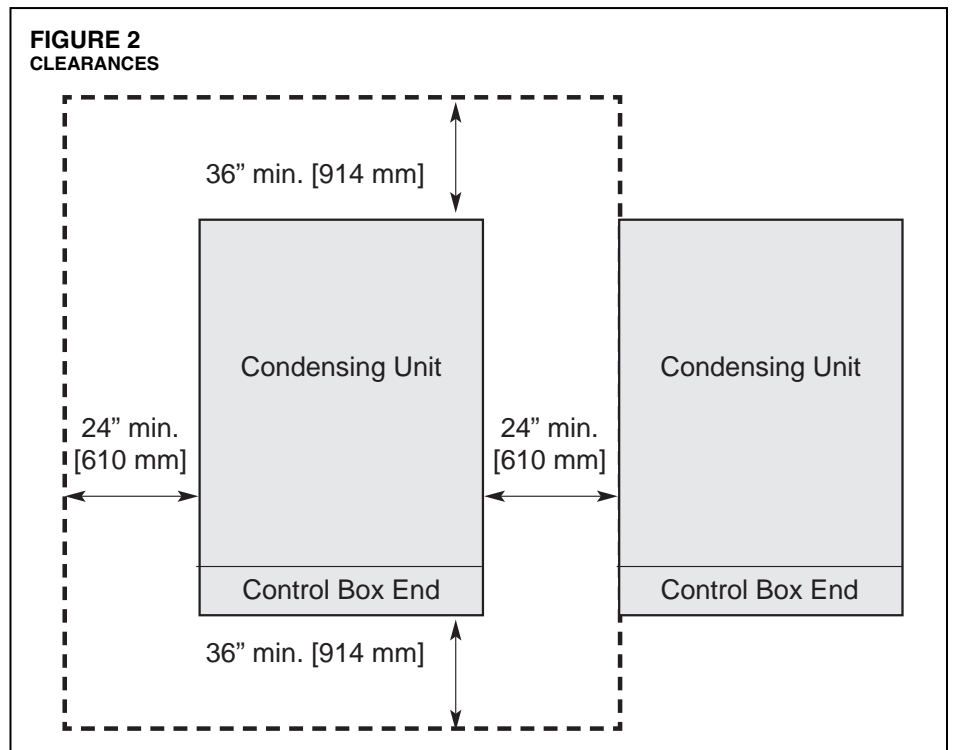 FIGURE 2
CLEARANCES
36” min. [914 mm]
Condensing Unit
Condensing Unit
24” min.
[610 mm]
24” min.
[610 mm]
Control Box End
Control Box End
36” min. [914 mm]